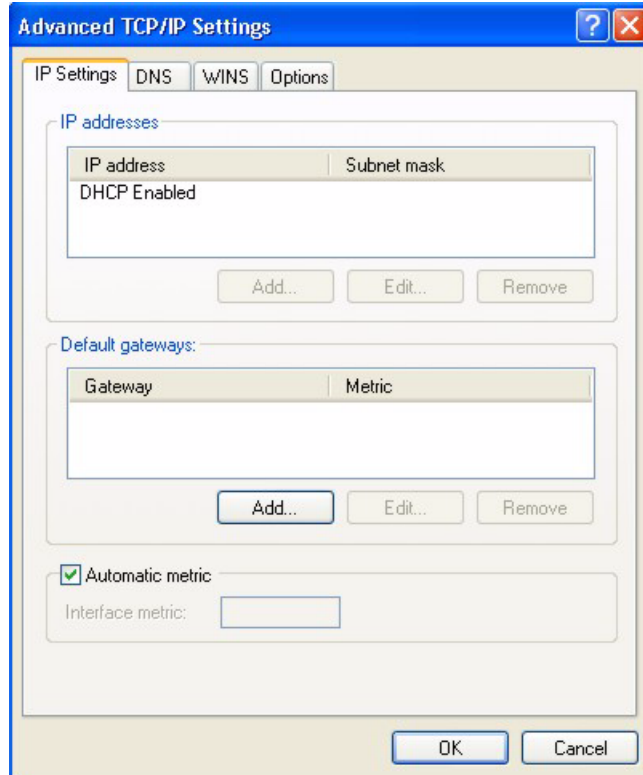 Advanced TCP/IP Settings
IP Settings DNS WINS Options
IP addresses
IP address Subnet mask
DHCP Enabled
Add... Edit... Remove
Default gateways:
Gateway Metric
Add... Edit... Remove
Automatic metric
Interface metric:
OK Cancel